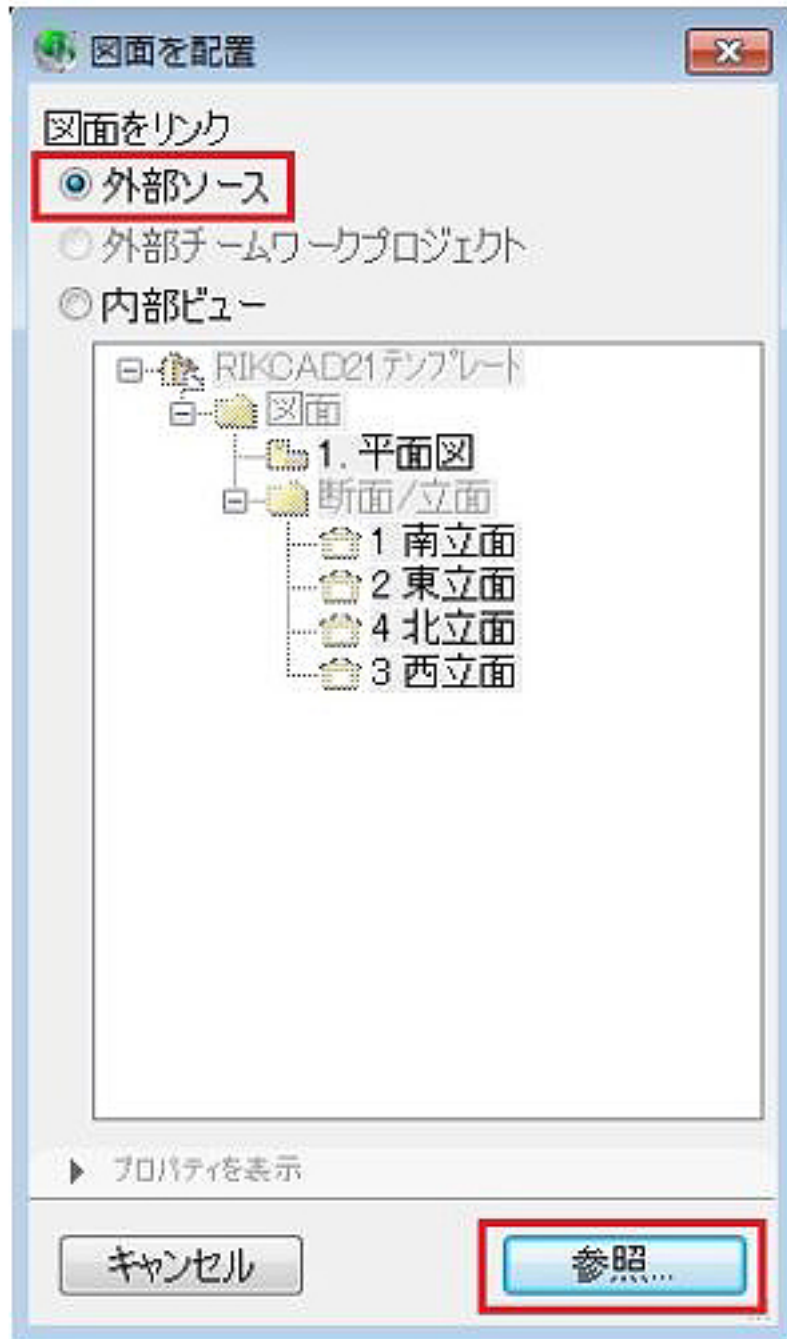 図面を配置
図面をリンク
外部ソース
外部チームワークプロジェクト
内部ビュー
RIKCAD21テンプレート
図面
1. 平面図
断面/立面
1 南立面
2 東立面
4 北立面
3 西立面
プロパティを表示
キャンセル
参照...